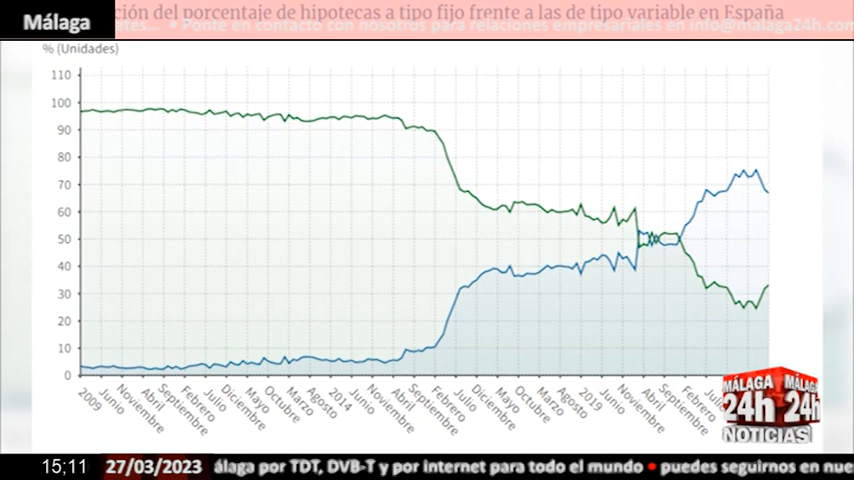 Málaga
ción del porcentaje de hipotecas a tipo fijo frente a las de tipo variable en España
ntes... • Ponte en contacto con nosotros para relaciones empresariales en info@malaga24h.com
% (Unidades)
110
100
90
80
70
60
50
40
30
20
10
0
2009
Junio
Noviembre
Abril
Septiembre
Febrero
Julio
Diciembre
Mayo
Octubre
Marzo
Agosto
2014
Junio
Noviembre
Abril
Septiembre
Febrero
Julio
Diciembre
Mayo
Octubre
Marzo
Agosto
2019
Junio
Noviembre
Abril
Septiembre
Febrero
MÁLAGA 24h
MÁLAGA 24h
NOTICIAS
15:11 27/03/2023 álaga por TDT, DVB-T y por internet para todo el mundo • puedes seguirnos en nue